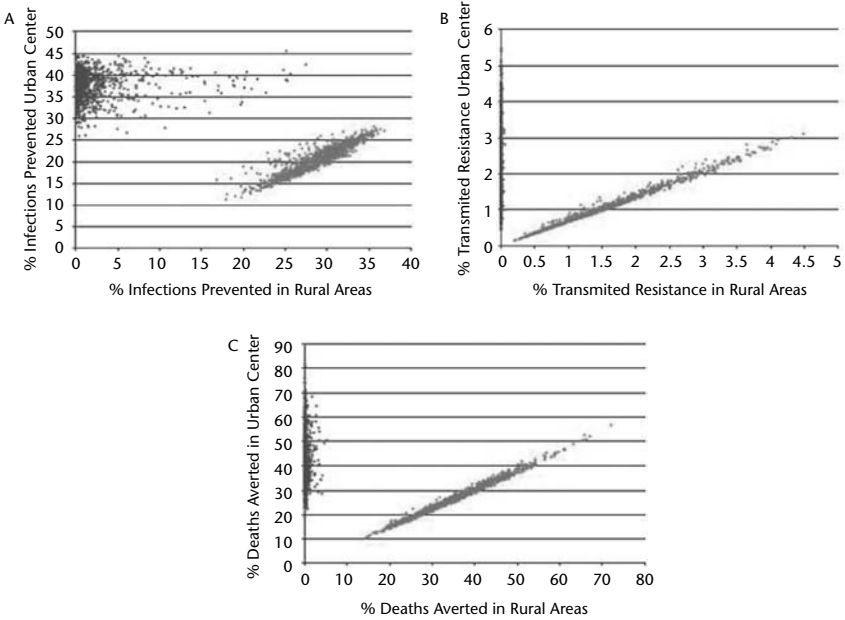 A
% Infections Prevented Urban Center
50
45
40
35
30
25
20
15
10
5
0
0 5 10 15 20 25 30 35 40
% Infections Prevented in Rural Areas
B
% Transmited Resistance Urban Center
6
5
4
3
2
1
0
0 0.5 1 1.5 2 2.5 3 3.5 4 4.5 5
% Transmited Resistance in Rural Areas
C
% Deaths Averted in Urban Center
90
80
70
60
50
40
30
20
10
0
0 10 20 30 40 50 60 70 80
% Deaths Averted in Rural Areas